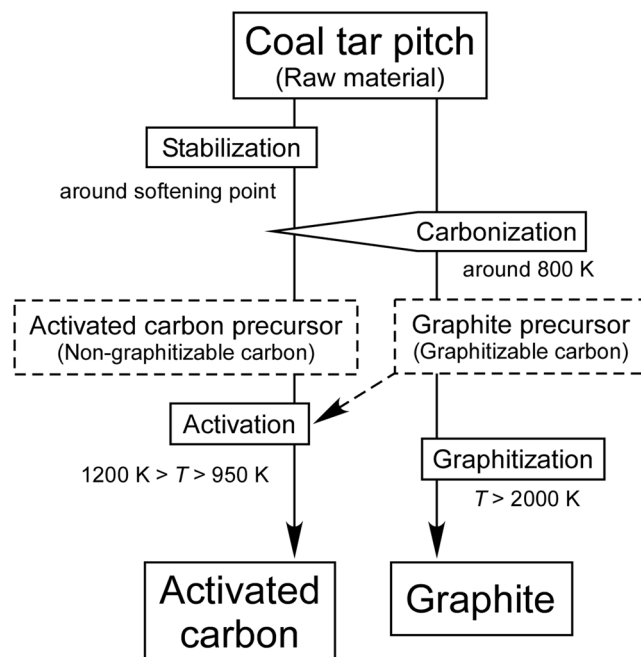 Coal tar pitch
(Raw material)
Stabilization
around softening point
Carbonization
around 800 K
Activated carbon precursor
(Non-graphitizable carbon)
Graphite precursor
(Graphitizable carbon)
Activation
1200 K > T > 950 K
Graphitization
T > 2000 K
Activated
carbon
Graphite